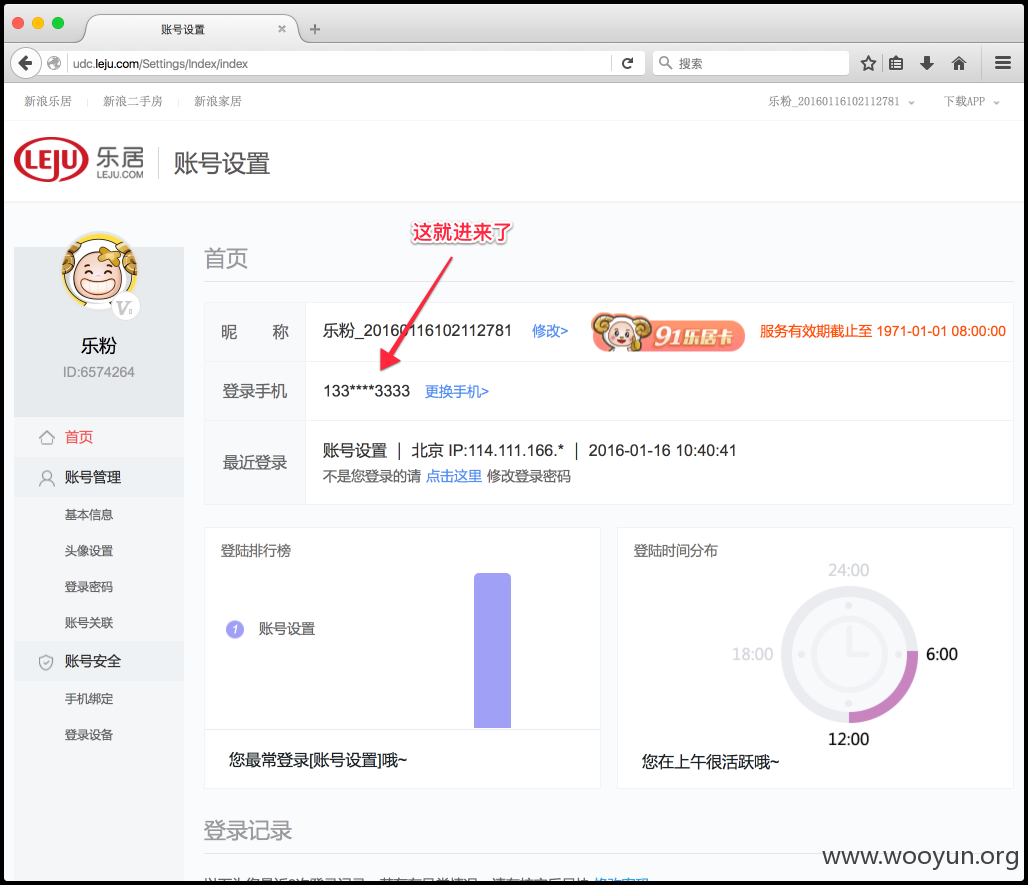 账号设置
udc.leju.com/Settings/Index/index
搜索
新浪乐居 新浪二手房 新浪家居 乐粉_20160116102112781 下载APP
LEJU 乐居 LEJU.COM 账号设置
这就进来了
首页
V0
乐粉
ID:6574264
首页
账号管理
基本信息
头像设置
登录密码
账号关联
账号安全
手机绑定
登录设备
昵 称 乐粉_20160116102112781 修改> 91乐居卡 服务有效期截止至 1971-01-01 08:00:00
登录手机 133****3333 更换手机>
最近登录 账号设置 | 北京 IP:114.111.166.* | 2016-01-16 10:40:41
不是您登录的请 点击这里 修改登录密码
登陆排行榜
1 账号设置
您最常登录[账号设置]哦~
登陆时间分布
24:00
18:00 6:00
12:00
您在上午很活跃哦~
登录记录
www.wooyun.org